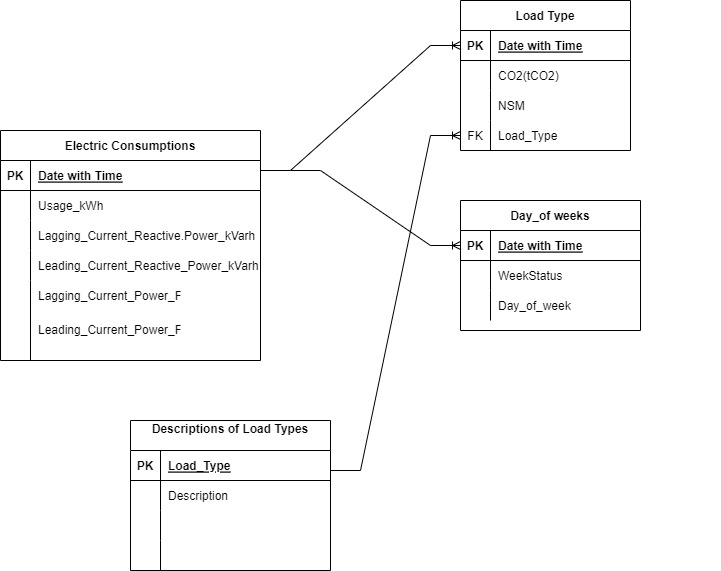 Load Type
PK Date with Time
CO2(tCO2)
NSM
FK Load_Type
Electric Consumptions
PK Date with Time
Usage_kWh
Lagging_Current_Reactive.Power_kVarh
Leading_Current_Reactive_Power_kVarh
Lagging_Current_Power_F
Leading_Current_Power_F
Day_of weeks
PK Date with Time
WeekStatus
Day_of_week
Descriptions of Load Types
PK Load_Type
Description